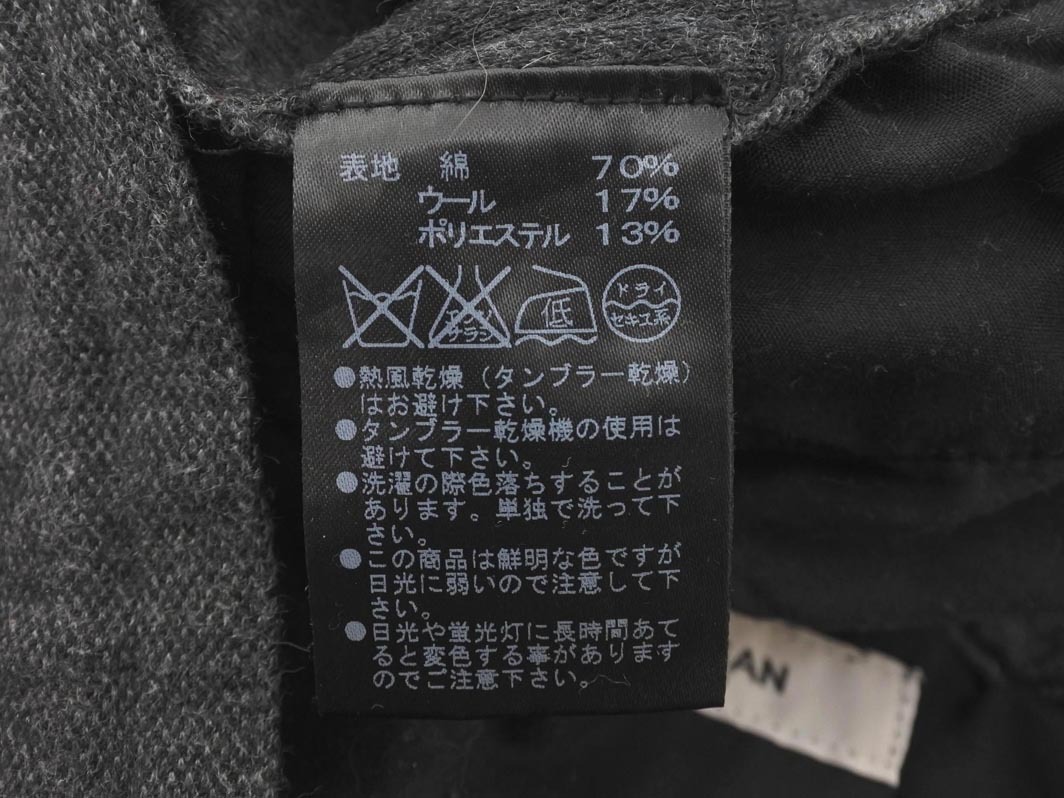 表地 綿 70%
ウール 17%
ポリエステル 13%
エンソ
サラシ
低
ドライ
セキユ系
●熱風乾燥(タンブラー乾燥)
はお避け下さい。
●タンブラー乾燥機の使用は
避けて下さい。
●洗濯の際色落ちすることが
あります。単独で洗って下
さい。
●この商品は鮮明な色ですが
日光に弱いので注意して下
さい。
●日光や蛍光灯に長時間あて
ると変色する事があります
のでご注意下さい。
AN